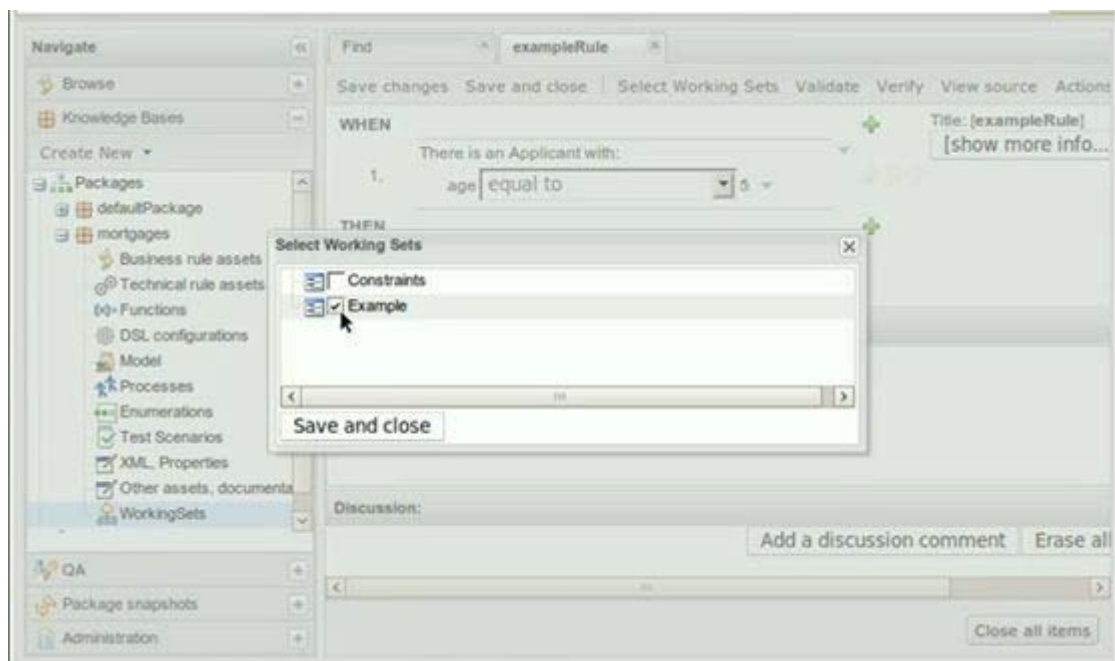 Navigate
Browse
Knowledge Bases
Create New
Packages
defaultPackage
mortgages
Business rule assets
Technical rule assets
Functions
DSL configurations
Model
Processes
Enumerations
Test Scenarios
XML, Properties
Other assets, documenta
WorkingSets
QA
Package snapshots
Administration
Find
exampleRule
Save changes Save and close Select Working Sets Validate Verify View source Actions
WHEN
Title: [exampleRule]
[show more info...
There is an Applicant with:
1.
age equal to 5
THEN
Select Working Sets
Constraints
Example
Save and close
Discussion:
Add a discussion comment Erase all
Close all items